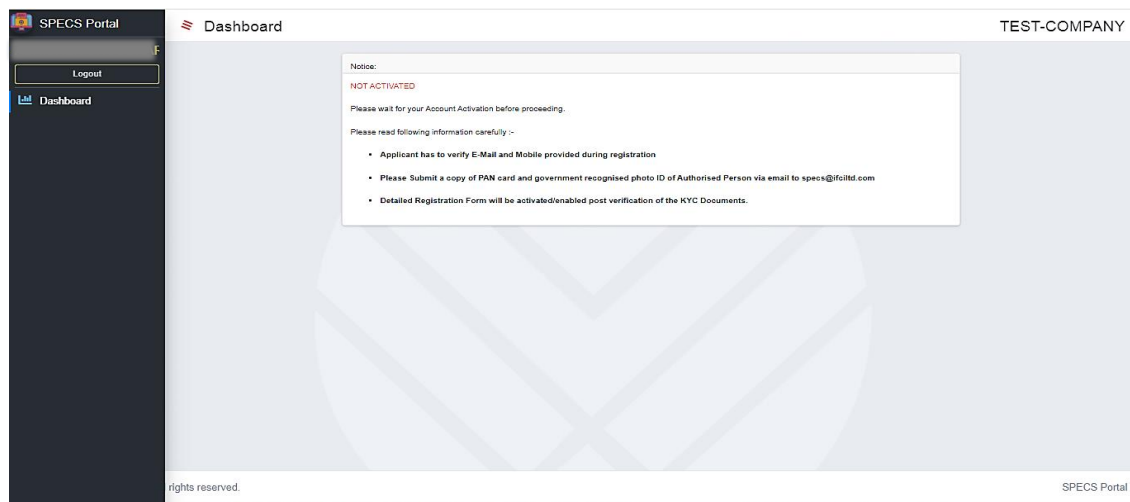 SPECS Portal
Dashboard
TEST-COMPANY
Logout
Dashboard
Notice:
NOT ACTIVATED
Please wait for your Account Activation before proceeding.
Please read following information carefully :-
• Applicant has to verify E-Mail and Mobile provided during registration
• Please Submit a copy of PAN card and government recognised photo ID of Authorised Person via email to specs@ifciltd.com
• Detailed Registration Form will be activated/enabled post verification of the KYC Documents.
rights reserved.
SPECS Portal